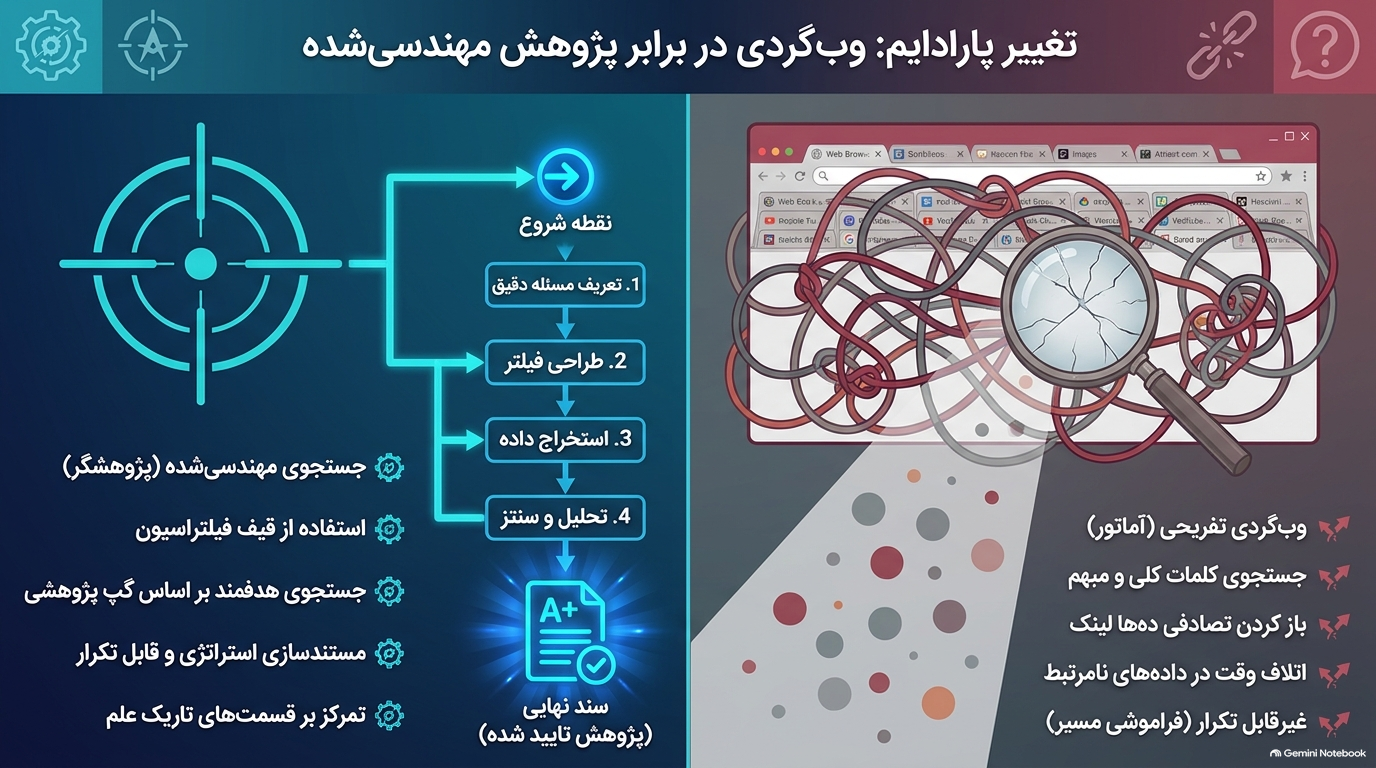 تغییر پارادایم: وب‌گردی در برابر پژوهش مهندسی‌شده
Web Brow
Images
وب‌گردی تفریحی (آماتور)
جستجوی کلمات کلی و مبهم
باز کردن تصادفی ده‌ها لینک
اتلاف وقت در داده‌های نامرتبط
غیرقابل تکرار (فراموشی مسیر)
نقطه شروع
1. تعریف مسئله دقیق
2. طراحی فیلتر
3. استخراج داده
4. تحلیل و سنتز
A+
سند نهایی
(پژوهش تایید شده)
جستجوی مهندسی‌شده (پژوهشگر)
استفاده از قیف فیلتراسیون
جستجوی هدفمند بر اساس گپ پژوهشی
مستندسازی استراتژی و قابل تکرار
تمرکز بر قسمت‌های تاریک علم
Gemini Notebook